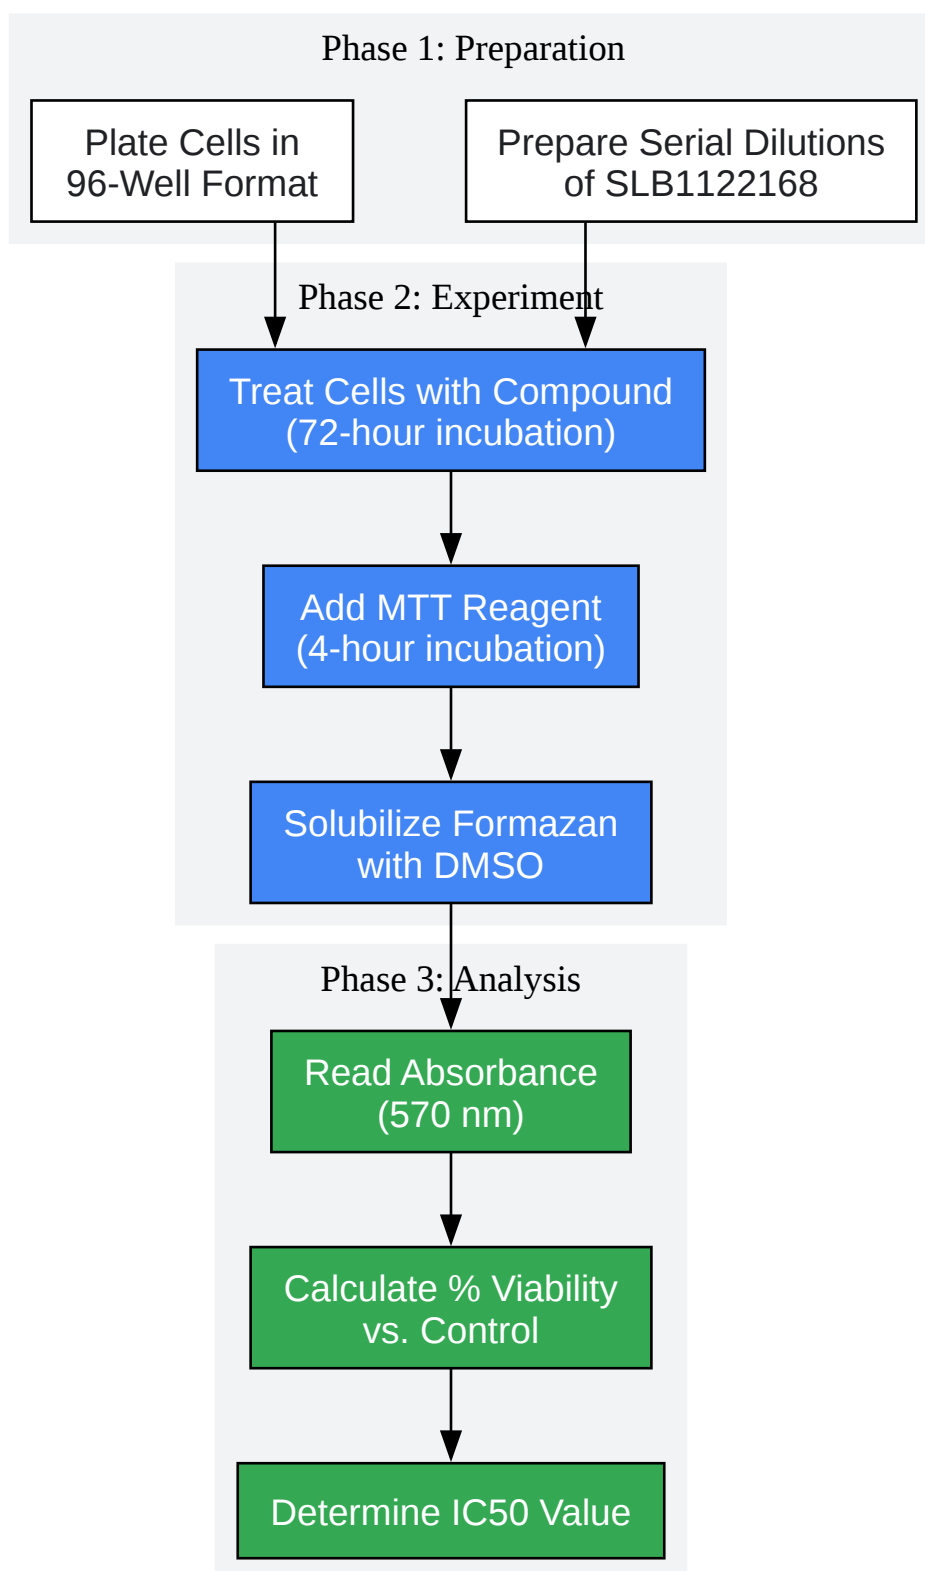 Phase 1: Preparation
Plate Cells in
96-Well Format
Prepare Serial Dilutions
of SLB1122168
Phase 2: Experiment
Treat Cells with Compound
(72-hour incubation)
Add MTT Reagent
(4-hour incubation)
Solubilize Formazan
with DMSO
Phase 3: Analysis
Read Absorbance
(570 nm)
Calculate % Viability
vs. Control
Determine IC50 Value